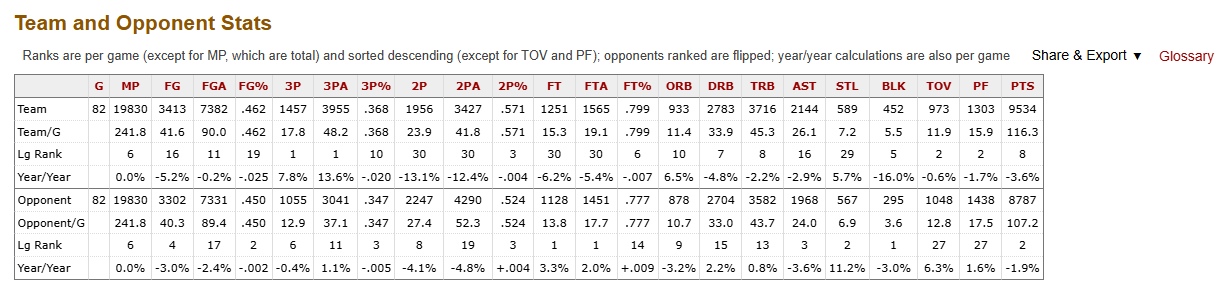 Team and Opponent Stats
Ranks are per game (except for MP, which are total) and sorted descending (except for TOV and PF); opponents ranked are flipped; year/year calculations are also per game Share & Export ▼ Glossary
G MP FG FGA FG% 3P 3PA 3P% 2P 2PA 2P% FT FTA FT% ORB DRB TRB AST STL BLK TOV PF PTS
Team 82 19830 3413 7382 .462 1457 3955 .368 1956 3427 .571 1251 1565 .799 933 2783 3716 2144 589 452 973 1303 9534
Team/G 241.8 41.6 90.0 .462 17.8 48.2 .368 23.9 41.8 .571 15.3 19.1 .799 11.4 33.9 45.3 26.1 7.2 5.5 11.9 15.9 116.3
Lg Rank 6 16 11 19 1 1 10 30 30 3 30 30 6 10 7 8 16 29 5 2 2 8
Year/Year 0.0% -5.2% -0.2% -.025 7.8% 13.6% -.020 -13.1% -12.4% -.004 -6.2% -5.4% -.007 6.5% -4.8% -2.2% -2.9% 5.7% -16.0% -0.6% -1.7% -3.6%
Opponent 82 19830 3302 7331 .450 1055 3041 .347 2247 4290 .524 1128 1451 .777 878 2704 3582 1968 567 295 1048 1438 8787
Opponent/G 241.8 40.3 89.4 .450 12.9 37.1 .347 27.4 52.3 .524 13.8 17.7 .777 10.7 33.0 43.7 24.0 6.9 3.6 12.8 17.5 107.2
Lg Rank 6 4 17 2 6 11 3 8 19 3 1 1 14 9 15 13 3 2 1 27 27 2
Year/Year 0.0% -3.0% -2.4% -.002 -0.4% 1.1% -.005 -4.1% -4.8% +.004 3.3% 2.0% +.009 -3.2% 2.2% 0.8% -3.6% 11.2% -3.0% 6.3% 1.6% -1.9%